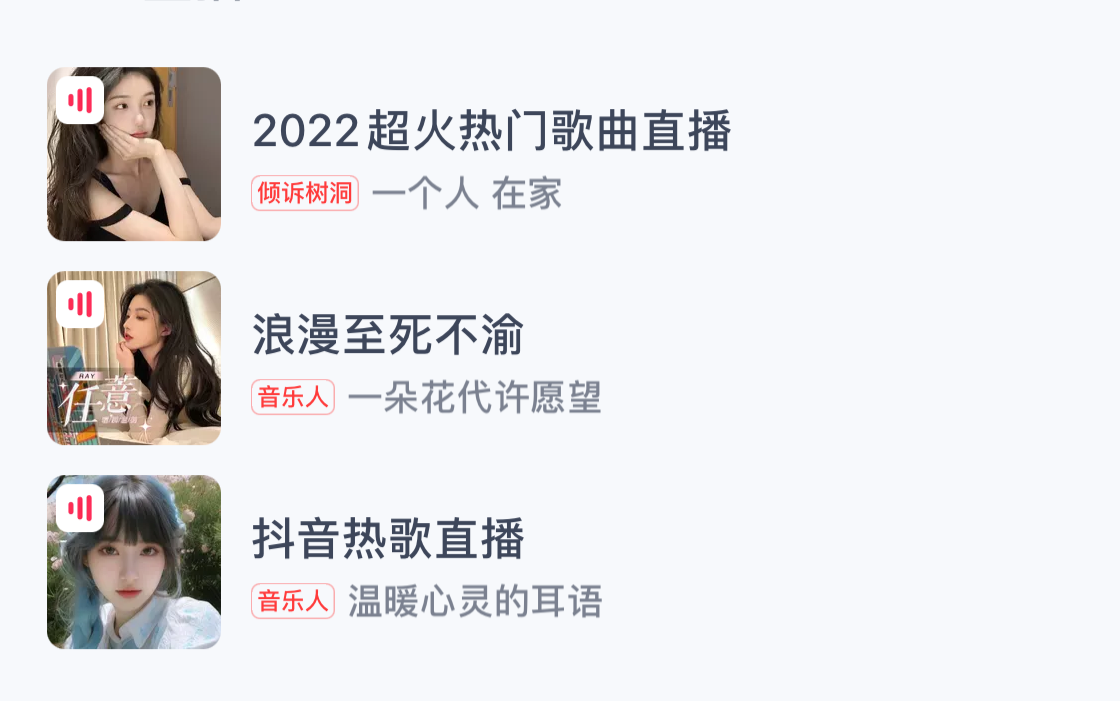 2022超火热门歌曲直播
倾诉树洞 一个人 在家
RAY
任薏
浪漫至死不渝
音乐人 一朵花代许愿望
抖音热歌直播
音乐人 温暖心灵的耳语